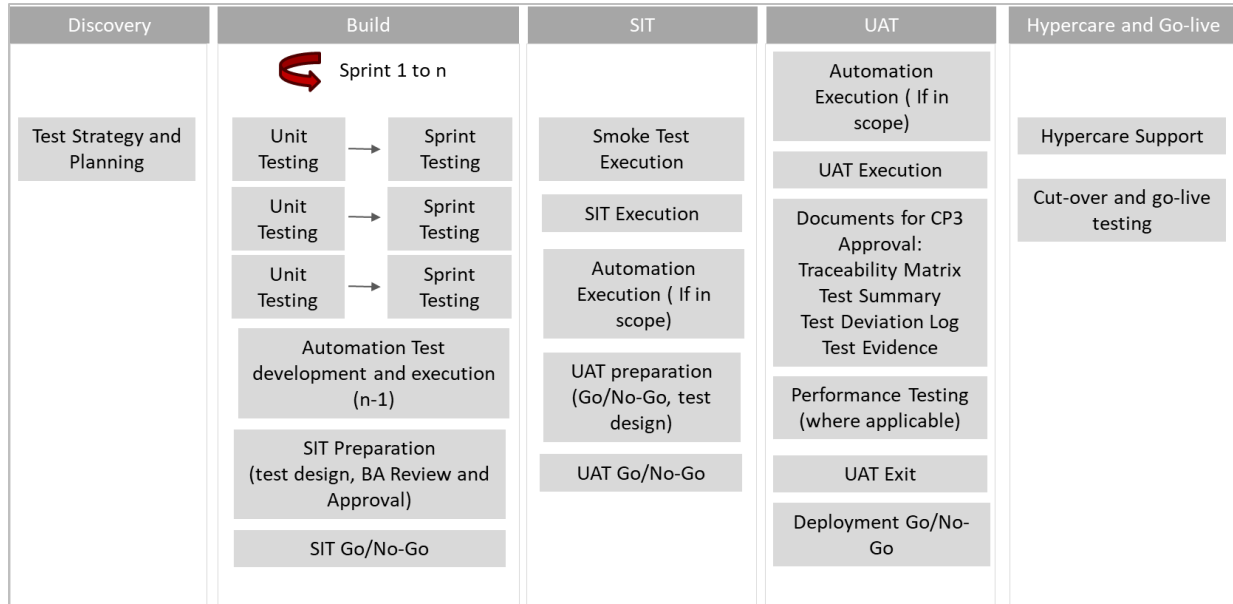 Discovery
Build
SIT
UAT
Hypercare and Go-live
Test Strategy and
Planning
Sprint 1 to n
Unit
Testing
Sprint
Testing
Unit
Testing
Sprint
Testing
Unit
Testing
Sprint
Testing
Automation Test
development and execution
(n-1)
SIT Preparation
(test design, BA Review and
Approval)
SIT Go/No-Go
Smoke Test
Execution
SIT Execution
Automation
Execution ( If in
scope)
UAT preparation
(Go/No-Go, test
design)
UAT Go/No-Go
Automation
Execution ( If in
scope)
UAT Execution
Documents for CP3
Approval:
Traceability Matrix
Test Summary
Test Deviation Log
Test Evidence
Performance Testing
(where applicable)
UAT Exit
Deployment Go/No-
Go
Hypercare Support
Cut-over and go-live
testing